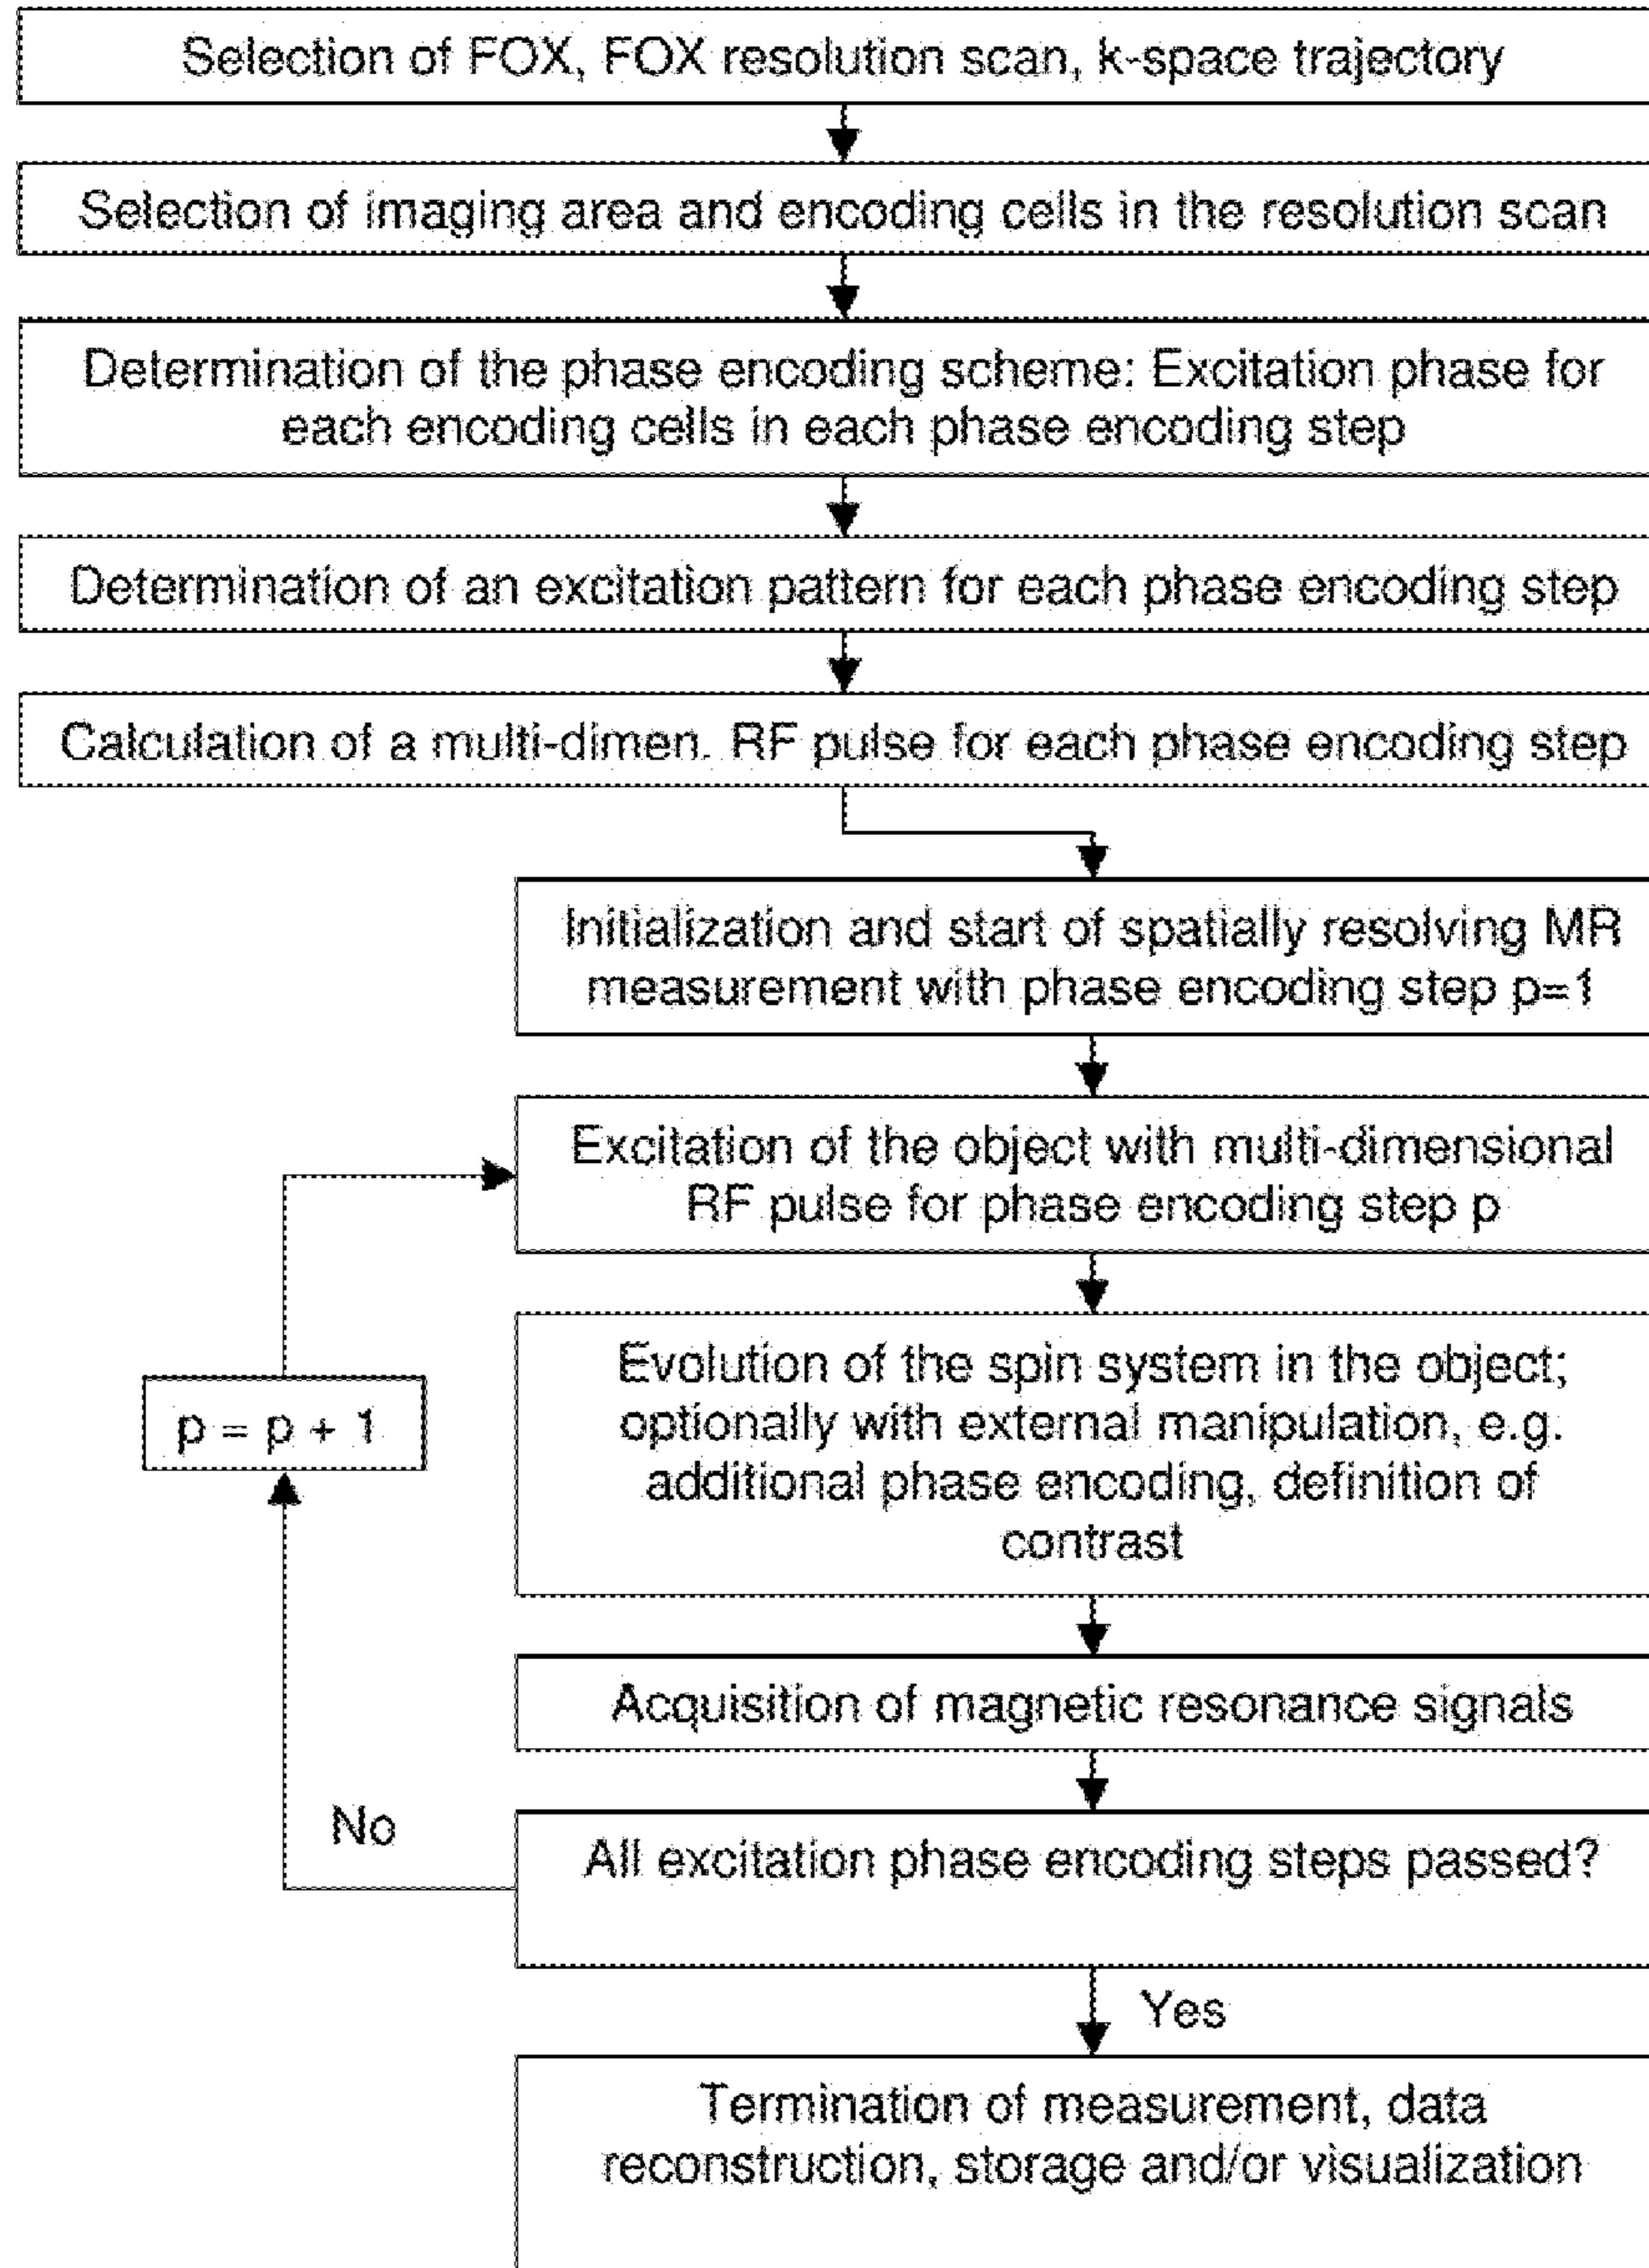 Selection of FOX, FOX resolution scan, k-space trajectory
Selection of imaging area and encoding cells in the resolution scan
Determination of the phase encoding scheme: Excitation phase for
each encoding cells in each phase encoding step
Determination of an excitation pattern for each phase encoding step
Calculation of a multi-dimen. RF pulse for each phase encoding step
Initialization and start of spatially resolving MR
measurement with phase encoding step p=1
Excitation of the object with multi-dimensional
RF pulse for phase encoding step p
Evolution of the spin system in the object;
optionally with external manipulation, e.g.
additional phase encoding, definition of
contrast
p = p + 1
Acquisition of magnetic resonance signals
No
All excitation phase encoding steps passed?
Yes
Termination of measurement, data
reconstruction, storage and/or visualization